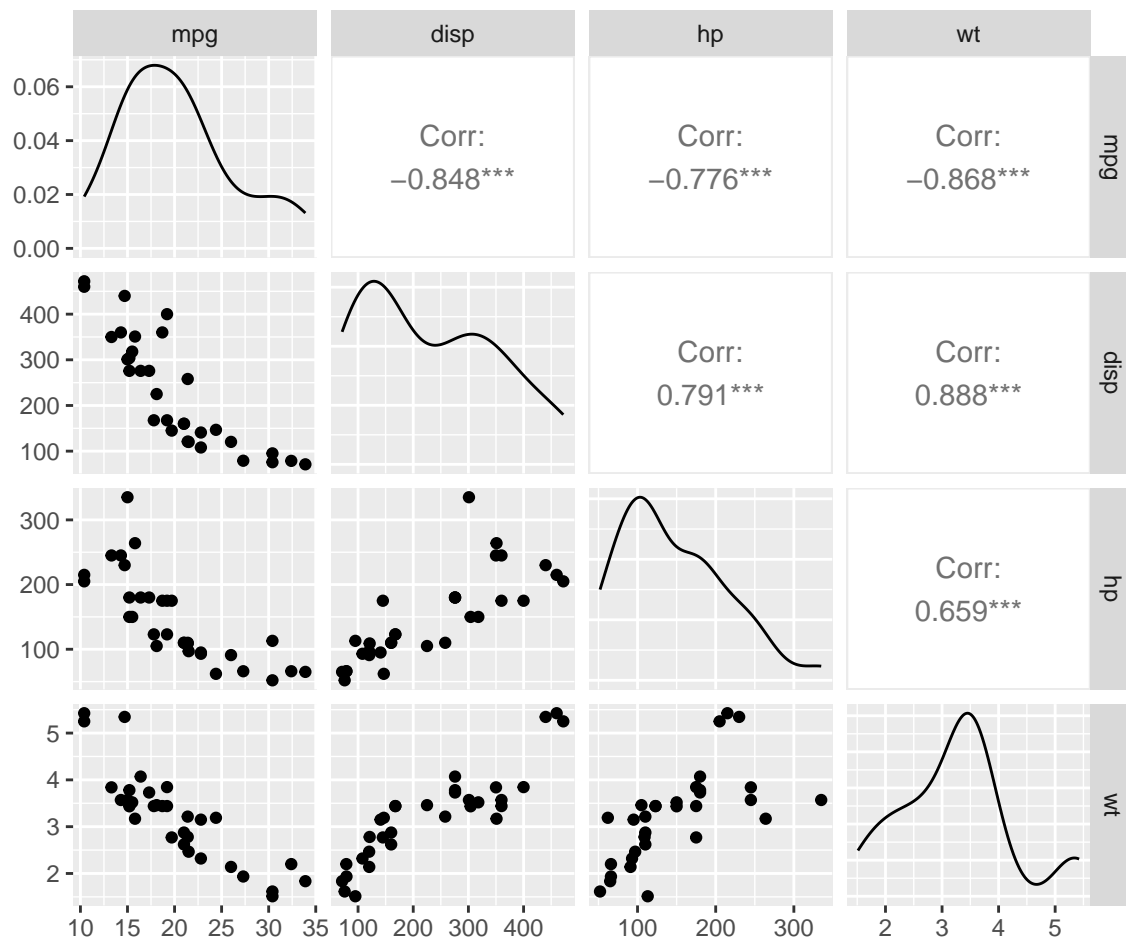 mpg disp hp wt
0.06
0.04
0.02
0.00
Corr:
−0.848***
Corr:
−0.776***
Corr:
−0.868***
mpg
400
300
200
100
Corr:
0.791***
Corr:
0.888***
disp
300
200
100
Corr:
0.659***
hp
5
4
3
2
wt
10 15 20 25 30 35 100 200 300 400 100 200 300 2 3 4 5